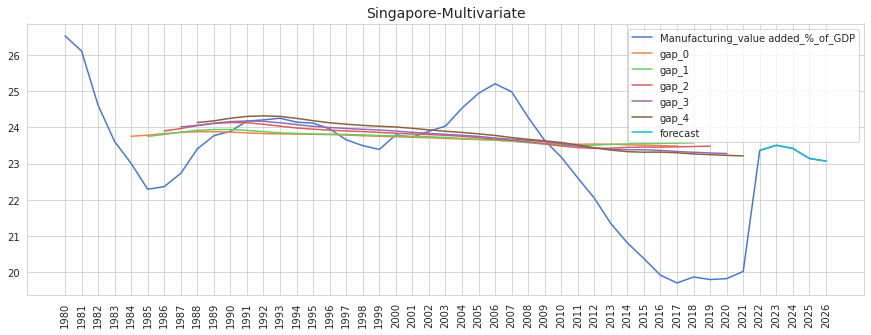 Singapore-Multivariate
Manufacturing_value added_%_of_GDP
gap_0
gap_1
gap_2
gap_3
gap_4
forecast
26
25
24
23
22
21
20
1980 1981 1982 1983 1984 1985 1986 1987 1988 1989 1990 1991 1992 1993 1994 1995 1996 1997 1998 1999 2000 2001 2002 2003 2004 2005 2006 2007 2008 2009 2010 2011 2012 2013 2014 2015 2016 2017 2018 2019 2020 2021 2022 2023 2024 2025 2026